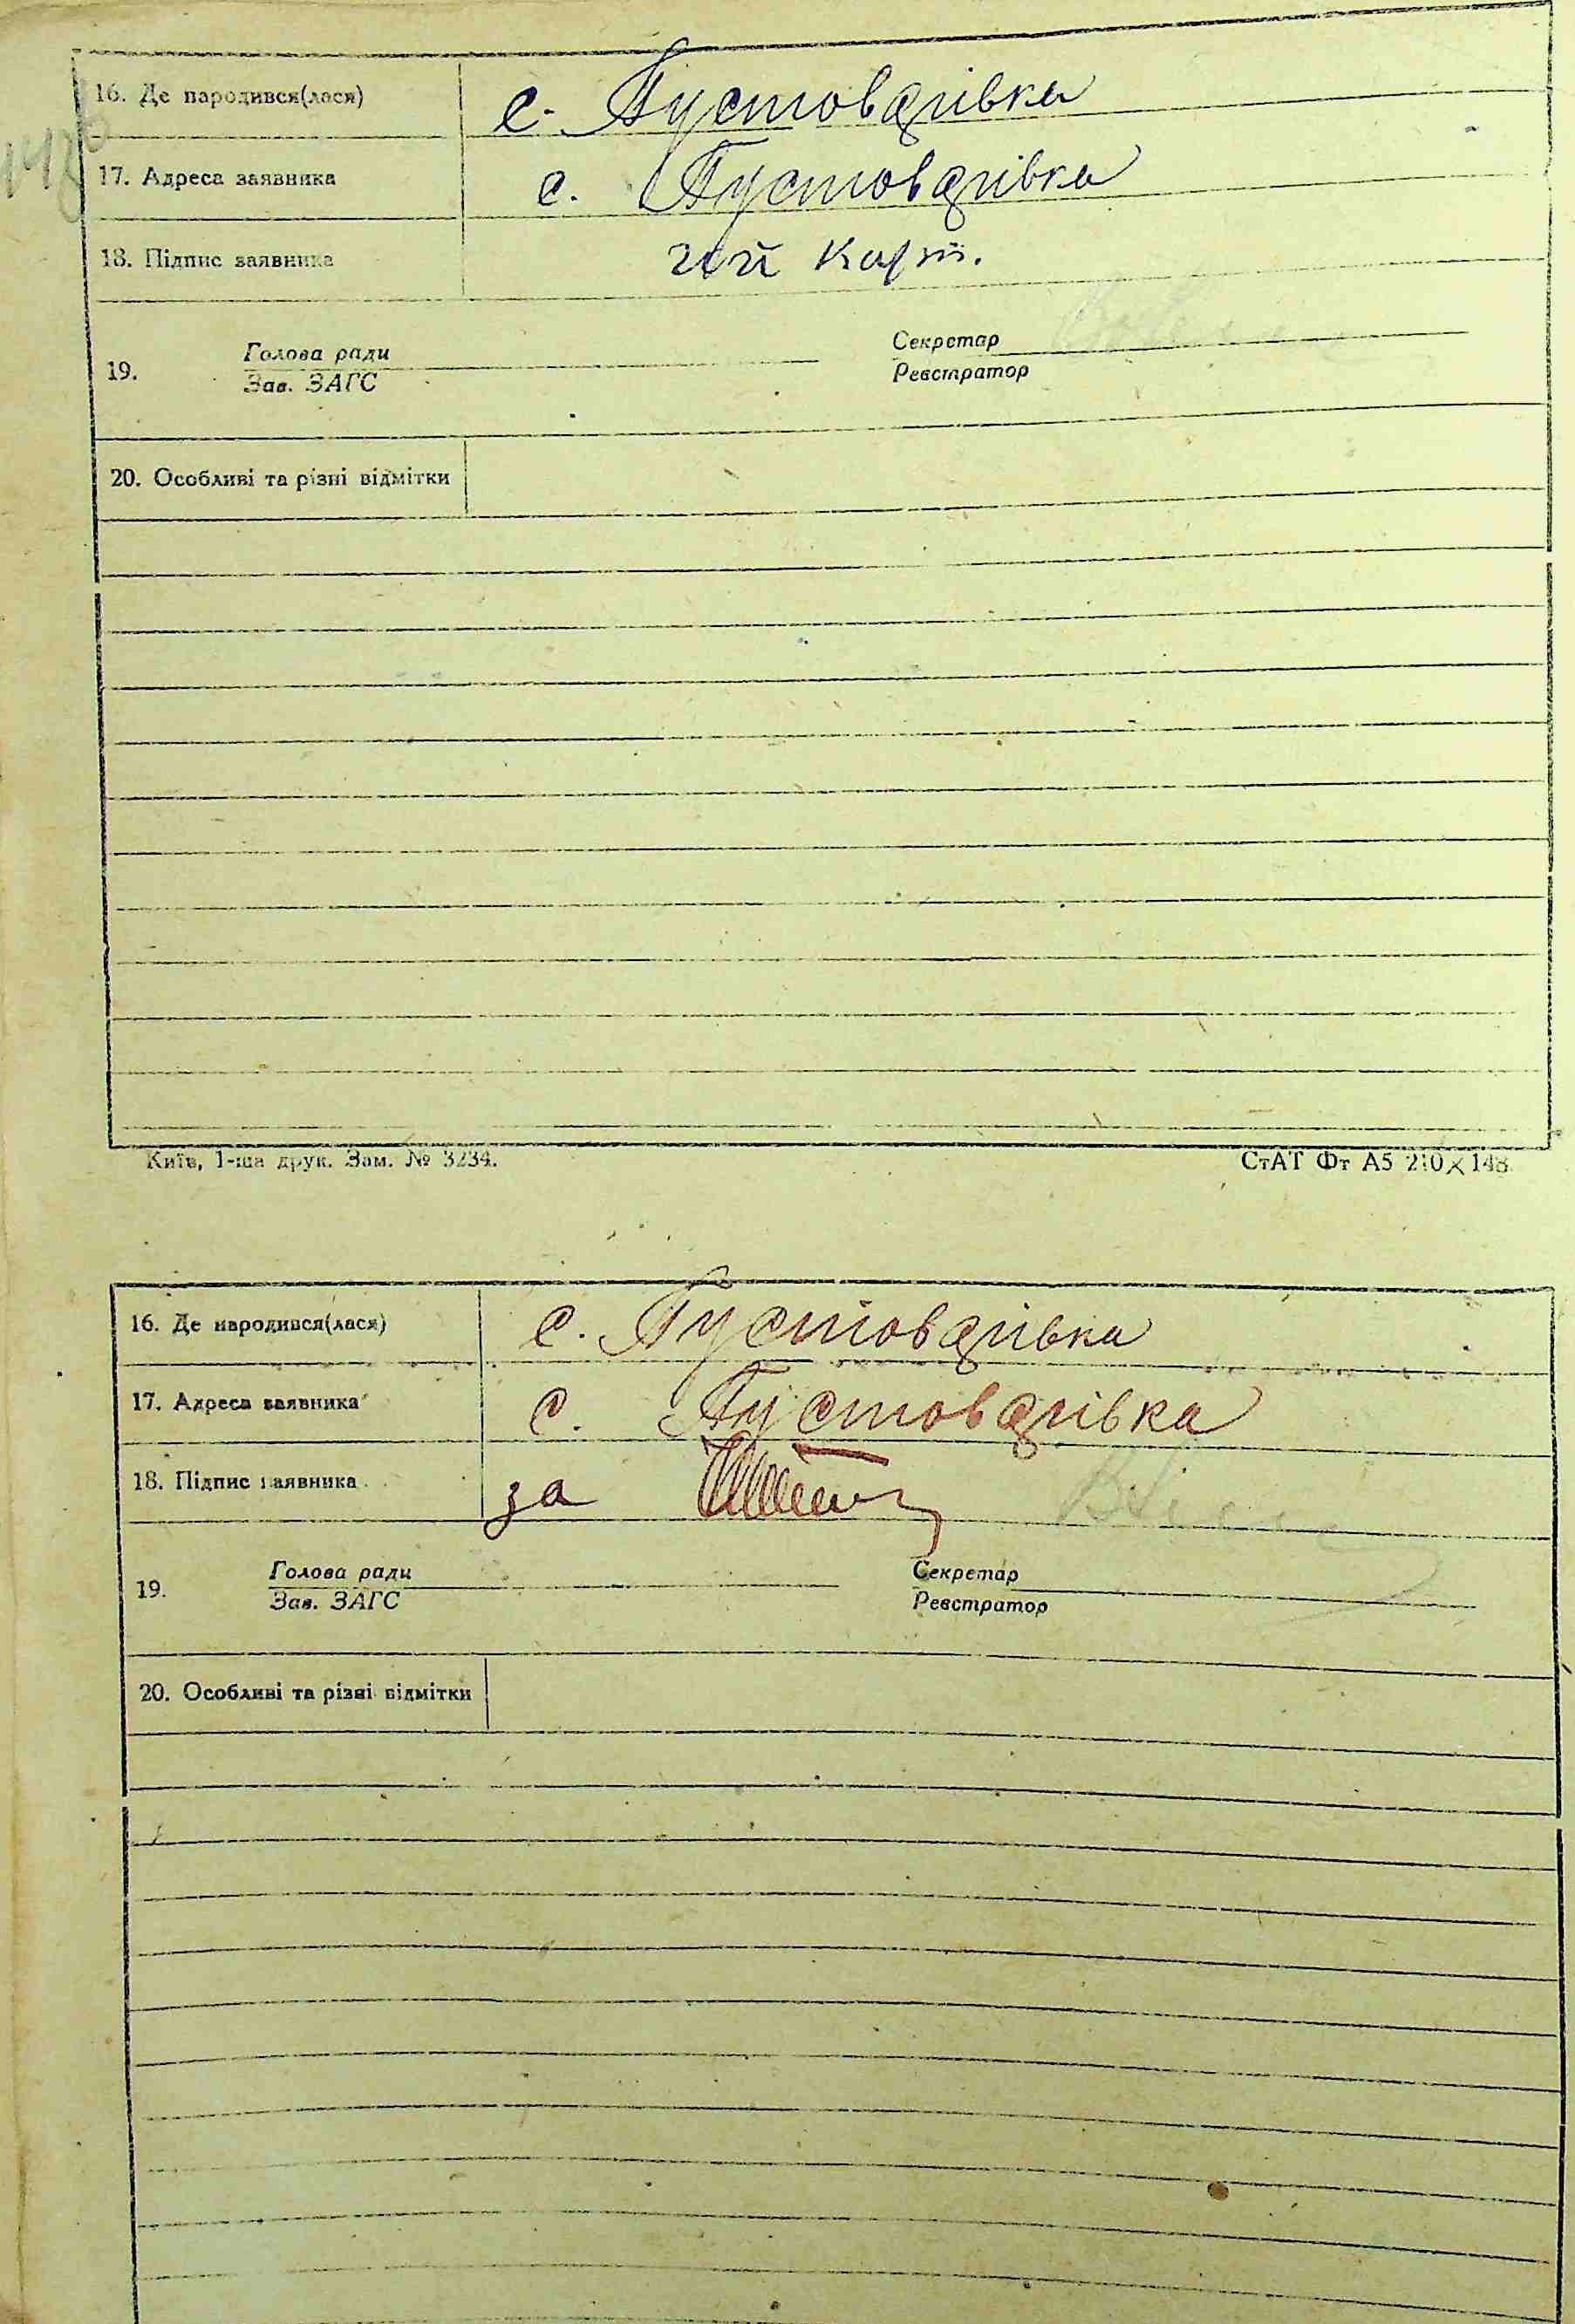 16. Де народився(лася) с. Пустоварівка
17. Адреса заявника с. Пустоварівка
18. Підпис заявника
19. Голова ради Секретар
Зав. ЗАГС Реєстратор
20. Особливі та різні відмітки
Київ, 1-ша друк. Зам. № 3234. СтАТ Фт А5 210×148
16. Де народився(лася) с. Пустоварівка
17. Адреса заявника с. Пустоварівка
18. Підпис заявника за
19. Голова ради Секретар
Зав. ЗАГС Реєстратор
20. Особливі та різні відмітки